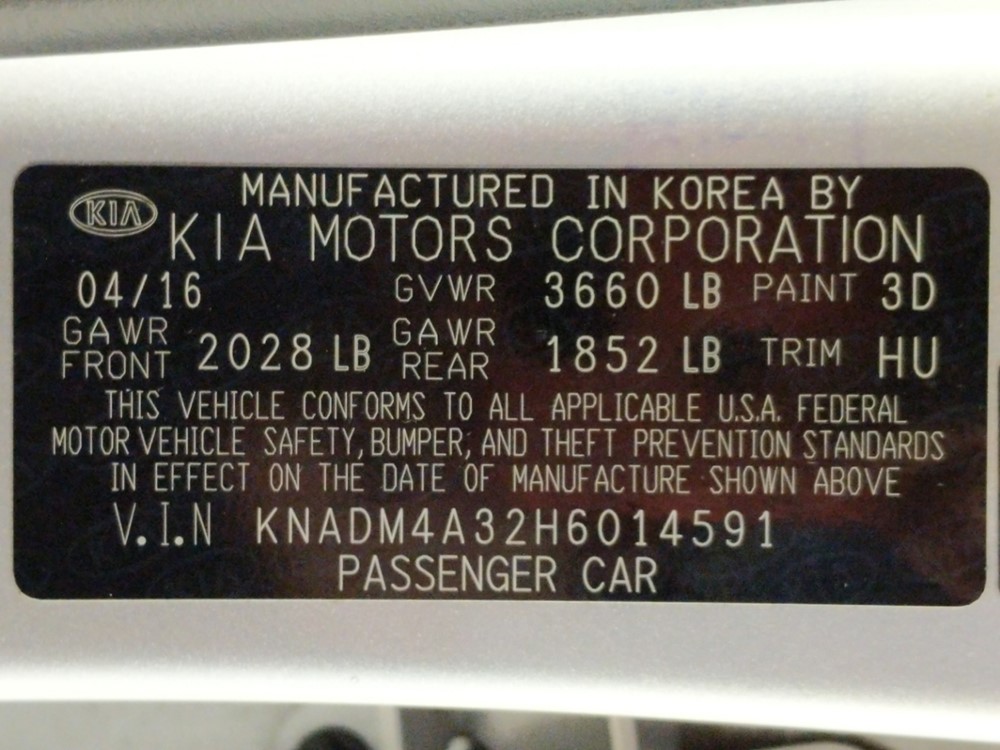 MANUFACTURED IN KOREA BY
KIA KIA MOTORS CORPORATION
04/16 GVWR 3660 LB PAINT 3D
GAWR FRONT 2028 LB GAWR REAR 1852 LB TRIM HU
THIS VEHICLE CONFORMS TO ALL APPLICABLE U.S.A. FEDERAL
MOTOR VEHICLE SAFETY, BUMPER, AND THEFT PREVENTION STANDARDS
IN EFFECT ON THE DATE OF MANUFACTURE SHOWN ABOVE
V.I.N KNADM4A32H6014591
PASSENGER CAR